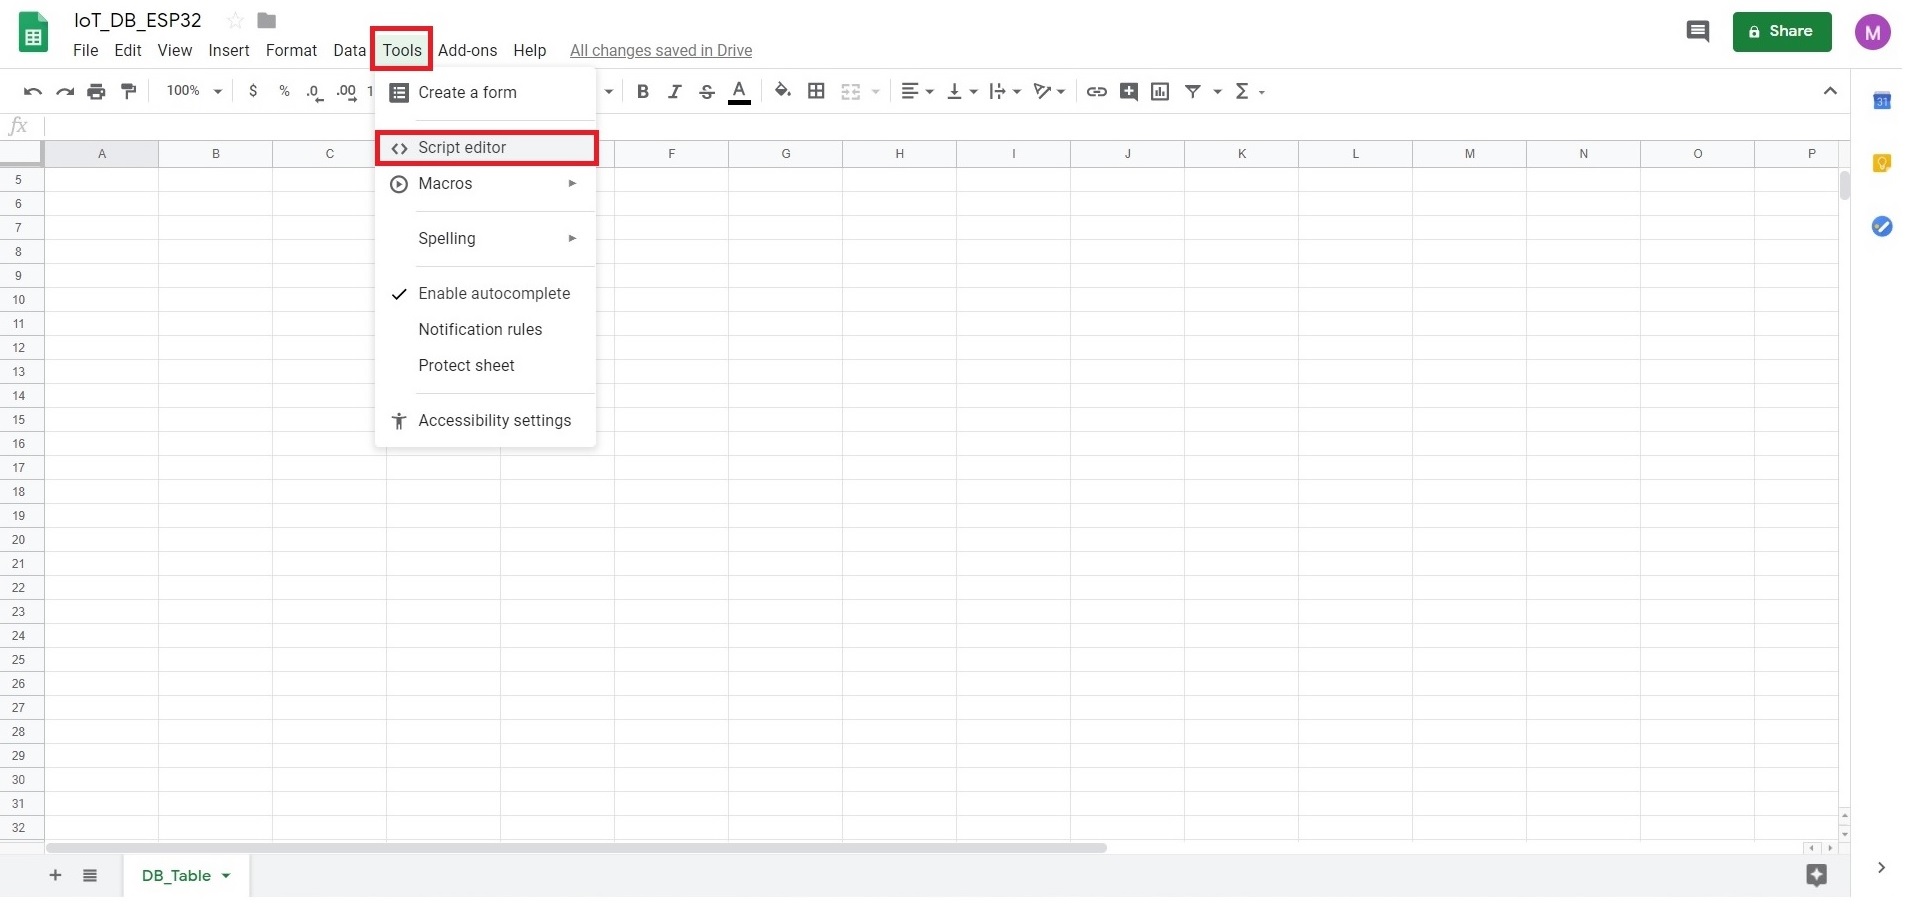 IoT_DB_ESP32
File Edit View Insert Format Data Tools Add-ons Help All changes saved in Drive
Share
M
100% $ % .0 .00 1 B I S A Σ
Create a form
Script editor
Macros
Spelling
Enable autocomplete
Notification rules
Protect sheet
Accessibility settings
fx
A B C F G H I J K L M N O P
5
6
7
8
9
10
11
12
13
14
15
16
17
18
19
20
21
22
23
24
25
26
27
28
29
30
31
32
31
DB_Table